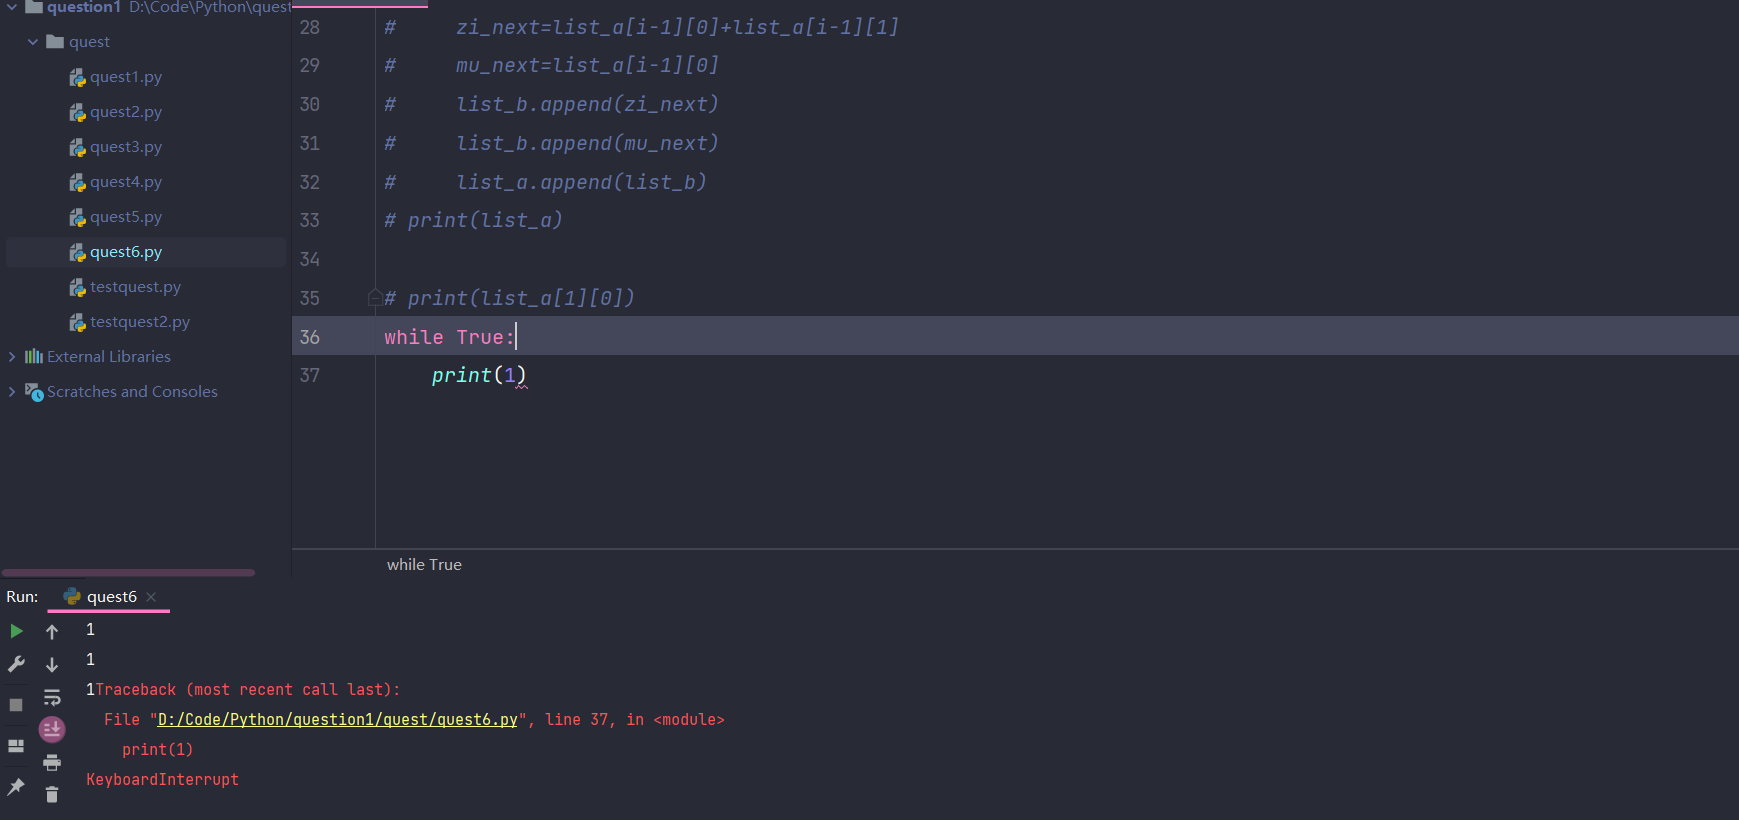 question1 D:\Code\Python\quest
quest
quest1.py
quest2.py
quest3.py
quest4.py
quest5.py
quest6.py
testquest.py
testquest2.py
External Libraries
Scratches and Consoles
28 #     zi_next=list_a[i-1][0]+list_a[i-1][1]
29 #     mu_next=list_a[i-1][0]
30 #     list_b.append(zi_next)
31 #     list_b.append(mu_next)
32 #     list_a.append(list_b)
33 # print(list_a)
34
35 # print(list_a[1][0])
36 while True:
37     print(1)
while True
Run: quest6
1
1
1Traceback (most recent call last):
  File "D:/Code/Python/question1/quest/quest6.py", line 37, in <module>
    print(1)
KeyboardInterrupt